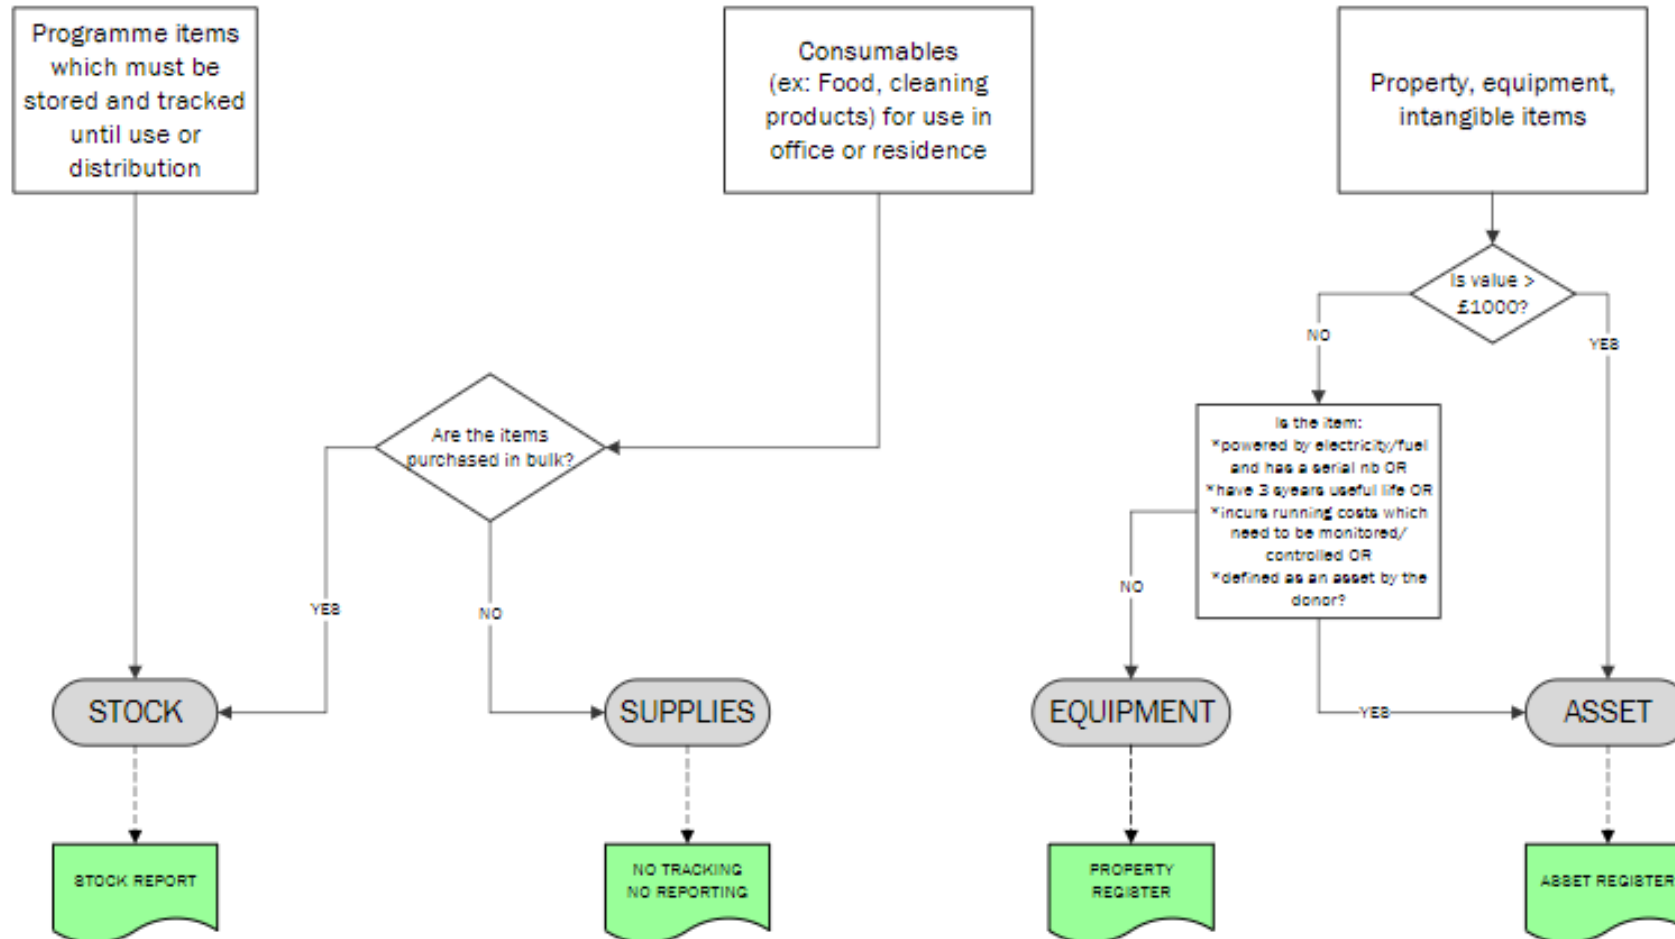 Programme items
which must be
stored and tracked
until use or
distribution
Consumables
(ex: Food, cleaning
products) for use in
office or residence
Property, equipment,
intangible items
Is value >
£1000?
NO
YES
Are the items
purchased in bulk?
Is the item:
*powered by electricity/fuel
and has a serial nb OR
*have 3 syears useful life OR
*incurs running costs which
need to be monitored/
controlled OR
*defined as an asset by the
donor?
YES
NO
NO
YES
STOCK
SUPPLIES
EQUIPMENT
ASSET
STOCK REPORT
NO TRACKING
NO REPORTING
PROPERTY
REGISTER
ASSET REGISTER